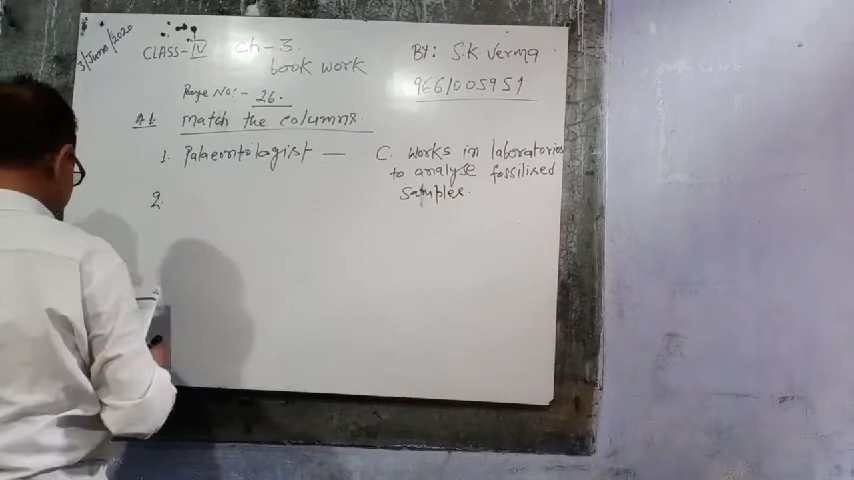 3/June/2020
CLASS-IV Ch-3. By: S.K Verma
book work 9661005951
Page No:- 26.
A1 Match the columns.
1. Palaeontologist — C. Works in laboratories
to analyse fossilised
samples.
2.